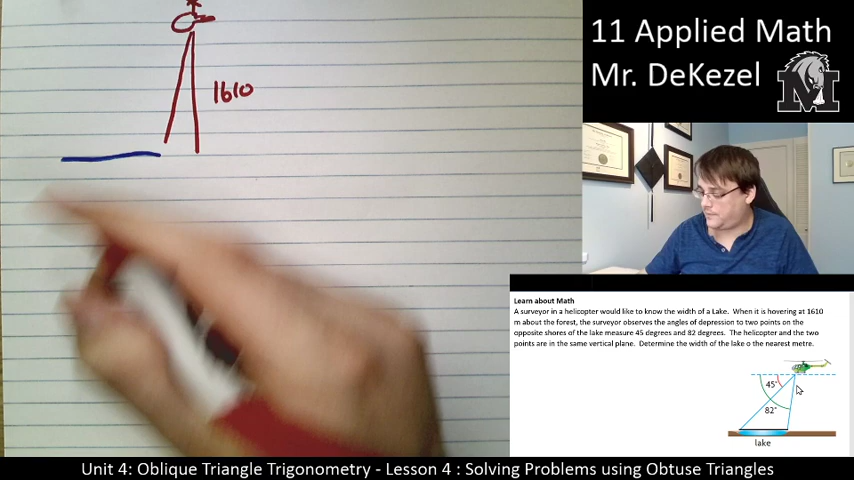 11 Applied Math
Mr. DeKezel
M
1610
Learn about Math
A surveyor in a helicopter would like to know the width of a Lake. When it is hovering at 1610
m about the forest, the surveyor observes the angles of depression to two points on the
opposite shores of the lake measure 45 degrees and 82 degrees. The helicopter and the two
points are in the same vertical plane. Determine the width of the lake o the nearest metre.
45°
82°
lake
Unit 4: Oblique Triangle Trigonometry - Lesson 4 : Solving Problems using Obtuse Triangles